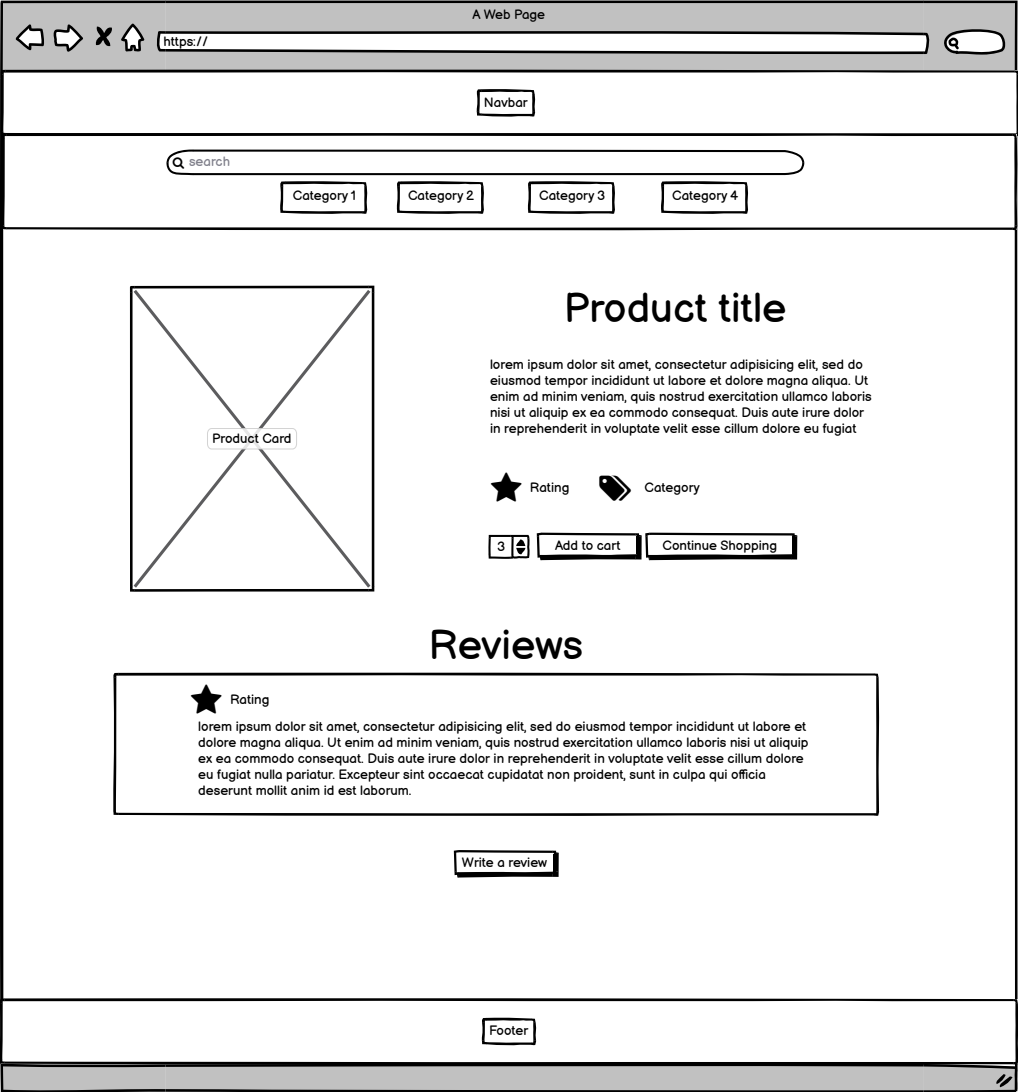 A Web Page
https://
Navbar
search
Category 1 Category 2 Category 3 Category 4
Product Card
Product title
lorem ipsum dolor sit amet, consectetur adipisicing elit, sed do
eiusmod tempor incididunt ut labore et dolore magna aliqua. Ut
enim ad minim veniam, quis nostrud exercitation ullamco laboris
nisi ut aliquip ex ea commodo consequat. Duis aute irure dolor
in reprehenderit in voluptate velit esse cillum dolore eu fugiat
Rating Category
3 Add to cart Continue Shopping
Reviews
Rating
lorem ipsum dolor sit amet, consectetur adipisicing elit, sed do eiusmod tempor incididunt ut labore et
dolore magna aliqua. Ut enim ad minim veniam, quis nostrud exercitation ullamco laboris nisi ut aliquip
ex ea commodo consequat. Duis aute irure dolor in reprehenderit in voluptate velit esse cillum dolore
eu fugiat nulla pariatur. Excepteur sint occaecat cupidatat non proident, sunt in culpa qui officia
deserunt mollit anim id est laborum.
Write a review
Footer